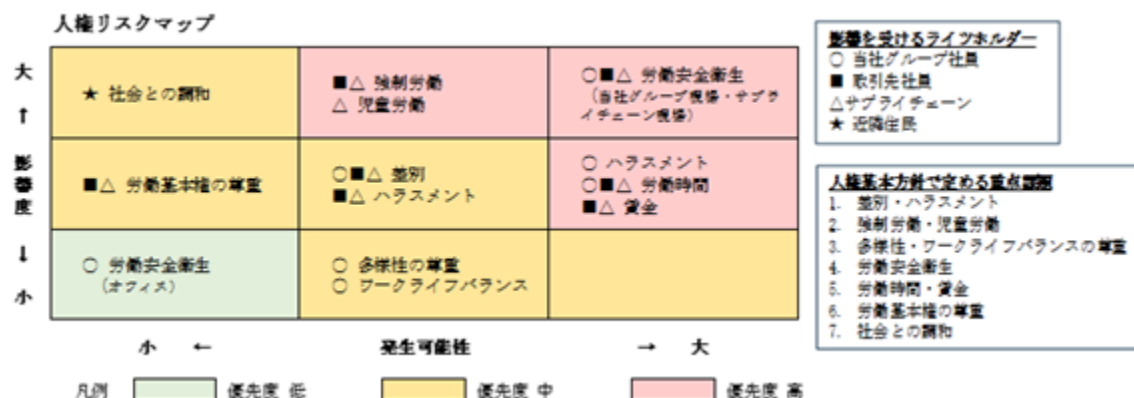 人権リスクマップ
大
↑
影響度
↓
小
★ 社会との調和
■△ 強制労働
△ 児童労働
○■△ 労働安全衛生
（当社グループ現場・サプラ
イチェーン現場）
■△ 労働基本権の尊重
○■△ 差別
■△ ハラスメント
○ ハラスメント
○■△ 労働時間
■△ 賃金
○ 労働安全衛生
（オフィス）
○ 多様性の尊重
○ ワークライフバランス
小 ← 発生可能性 → 大
凡例 優先度 低 優先度 中 優先度 高
影響を受けるライツホルダー
○ 当社グループ社員
■ 取引先社員
△サプライチェーン
★ 近隣住民
人権基本方針で定める重点課題
1. 差別・ハラスメント
2. 強制労働・児童労働
3. 多様性・ワークライフバランスの尊重
4. 労働安全衛生
5. 労働時間・賃金
6. 労働基本権の尊重
7. 社会との調和